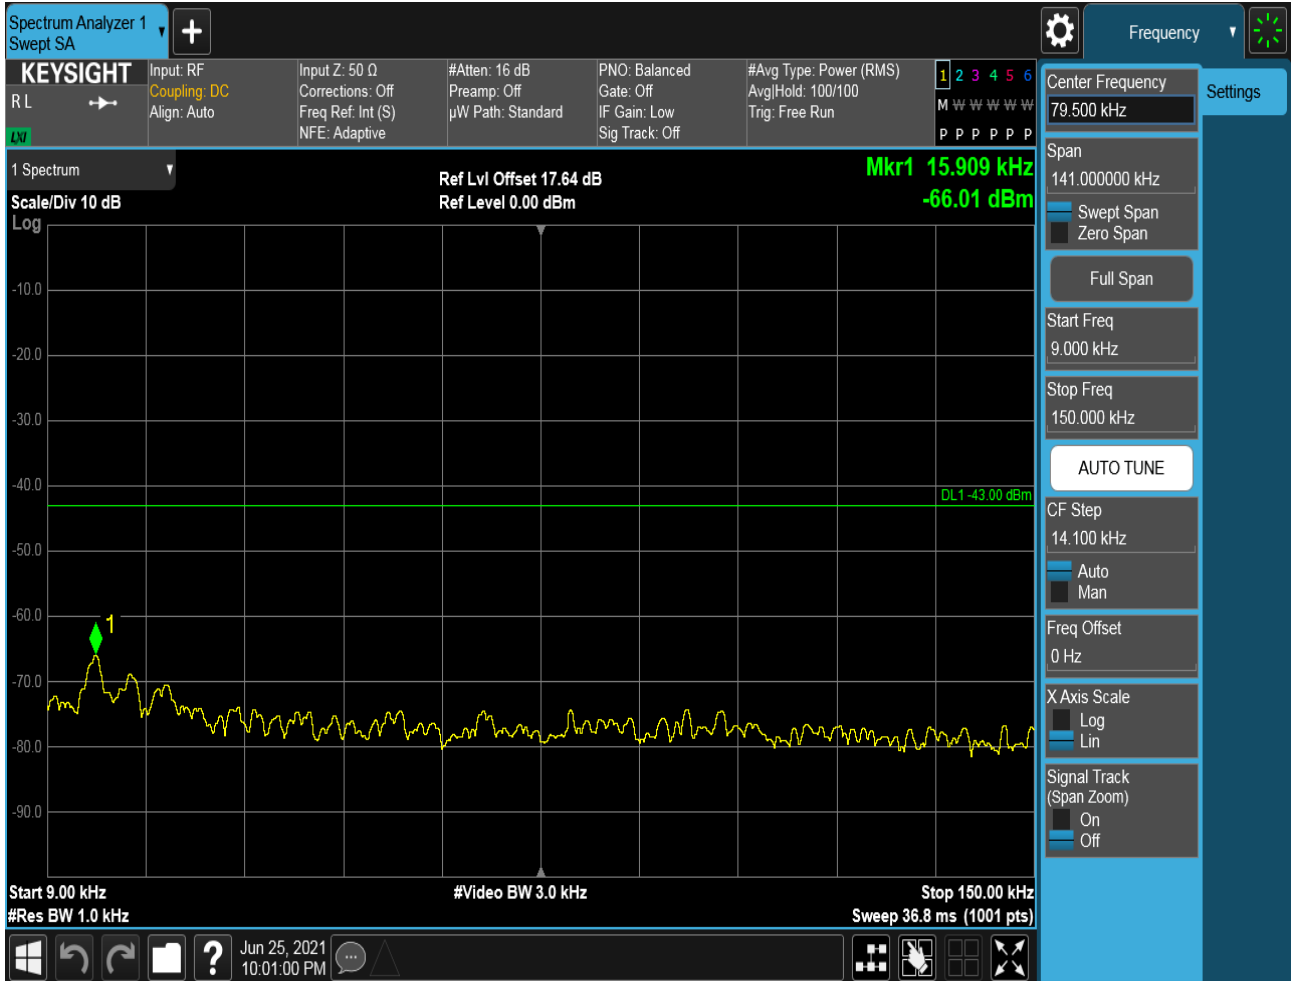 Spectrum Analyzer 1
Swept SA
Frequency
KEYSIGHT
R L
LXI
Input: RF
Coupling: DC
Align: Auto
Input Z: 50 Ω
Corrections: Off
Freq Ref: Int (S)
NFE: Adaptive
#Atten: 16 dB
Preamp: Off
µW Path: Standard
PNO: Balanced
Gate: Off
IF Gain: Low
Sig Track: Off
#Avg Type: Power (RMS)
Avg|Hold: 100/100
Trig: Free Run
1 2 3 4 5 6
M W W W W W
P P P P P P
1 Spectrum
Scale/Div 10 dB
Log
Ref Lvl Offset 17.64 dB
Ref Level 0.00 dBm
Mkr1 15.909 kHz
-66.01 dBm
-10.0
-20.0
-30.0
-40.0
DL1 -43.00 dBm
-50.0
-60.0
1
-70.0
-80.0
-90.0
Start 9.00 kHz
#Res BW 1.0 kHz
#Video BW 3.0 kHz
Stop 150.00 kHz
Sweep 36.8 ms (1001 pts)
Center Frequency
79.500 kHz
Settings
Span
141.000000 kHz
Swept Span
Zero Span
Full Span
Start Freq
9.000 kHz
Stop Freq
150.000 kHz
AUTO TUNE
CF Step
14.100 kHz
Auto
Man
Freq Offset
0 Hz
X Axis Scale
Log
Lin
Signal Track
(Span Zoom)
On
Off
?
Jun 25, 2021
10:01:00 PM